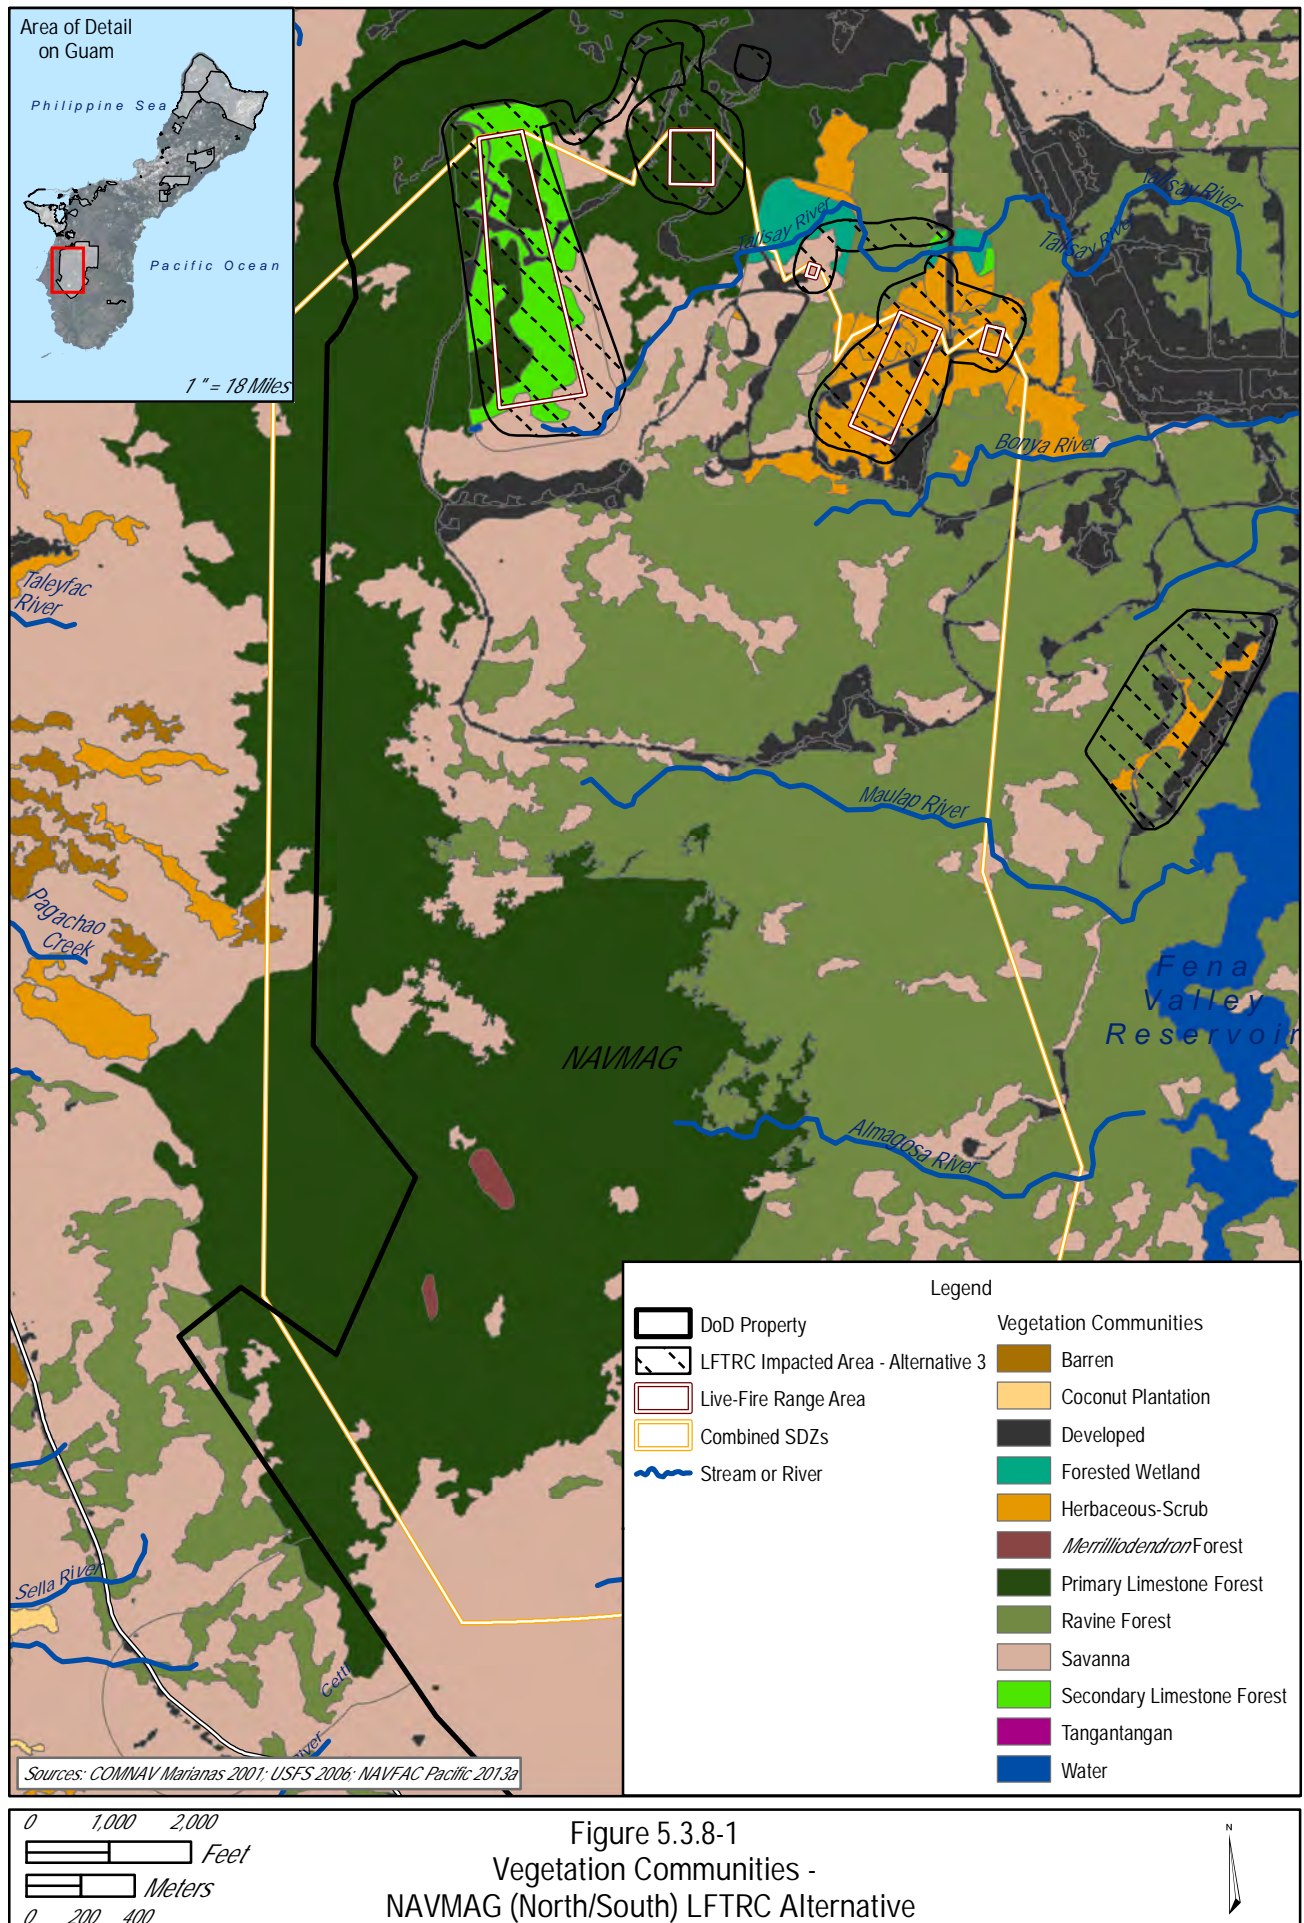 Area of Detail
on Guam
Philippine Sea
Pacific Ocean
1 " = 18 Miles
Talisay River
Talisay River
Talisay River
Bonya River
Taleyfac
River
Maulap River
Pagachao
Creek
Fena
Valley
Reservoir
NAVMAG
Almagosa River
Sella River
Cetti
River
Sources: COMNAV Marianas 2001; USFS 2006; NAVFAC Pacific 2013a
Legend
DoD Property
LFTRC Impacted Area - Alternative 3
Live-Fire Range Area
Combined SDZs
Stream or River
Vegetation Communities
Barren
Coconut Plantation
Developed
Forested Wetland
Herbaceous-Scrub
Merrilliodendron Forest
Primary Limestone Forest
Ravine Forest
Savanna
Secondary Limestone Forest
Tangantangan
Water
0 1,000 2,000
Feet
Meters
0 200 400
Figure 5.3.8-1
Vegetation Communities -
NAVMAG (North/South) LFTRC Alternative
N